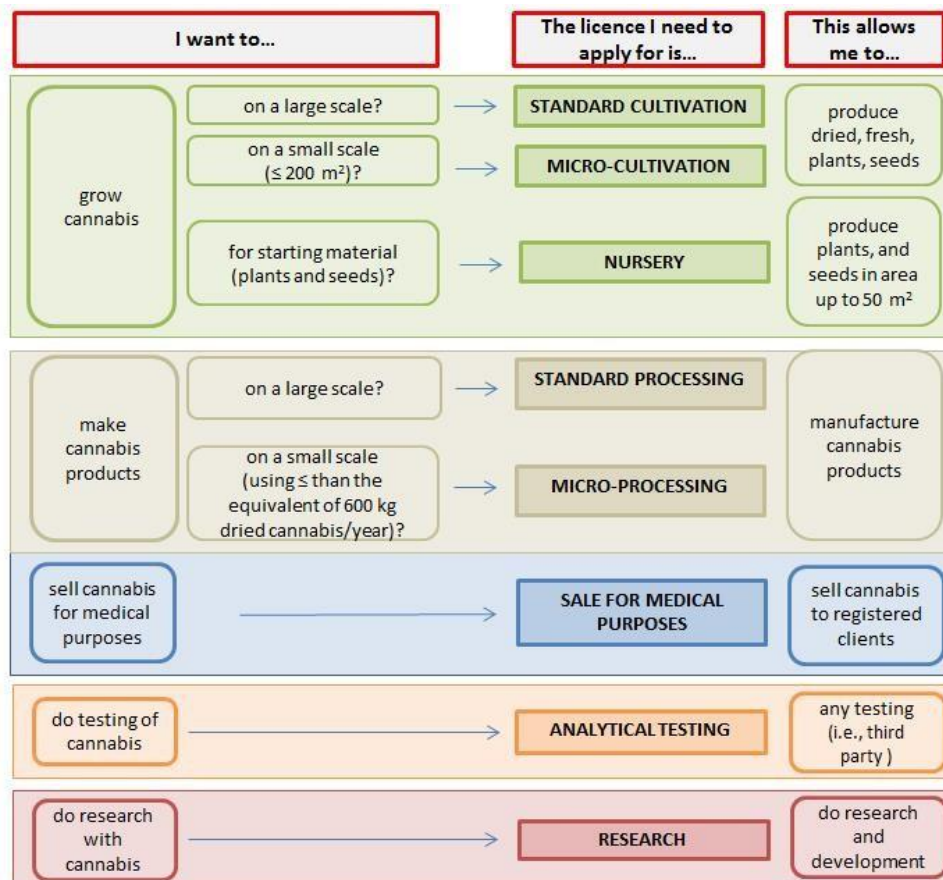 I want to...
The licence I need to
apply for is...
This allows
me to...
grow
cannabis
on a large scale?
STANDARD CULTIVATION
produce
dried, fresh,
plants, seeds
on a small scale
(≤ 200 m²)?
MICRO-CULTIVATION
for starting material
(plants and seeds)?
NURSERY
produce
plants, and
seeds in area
up to 50 m²
make
cannabis
products
on a large scale?
STANDARD PROCESSING
manufacture
cannabis
products
on a small scale
(using ≤ than the
equivalent of 600 kg
dried cannabis/year)?
MICRO-PROCESSING
sell cannabis
for medical
purposes
SALE FOR MEDICAL
PURPOSES
sell cannabis
to registered
clients
do testing of
cannabis
ANALYTICAL TESTING
any testing
(i.e., third
party )
do research
with
cannabis
RESEARCH
do research
and
development